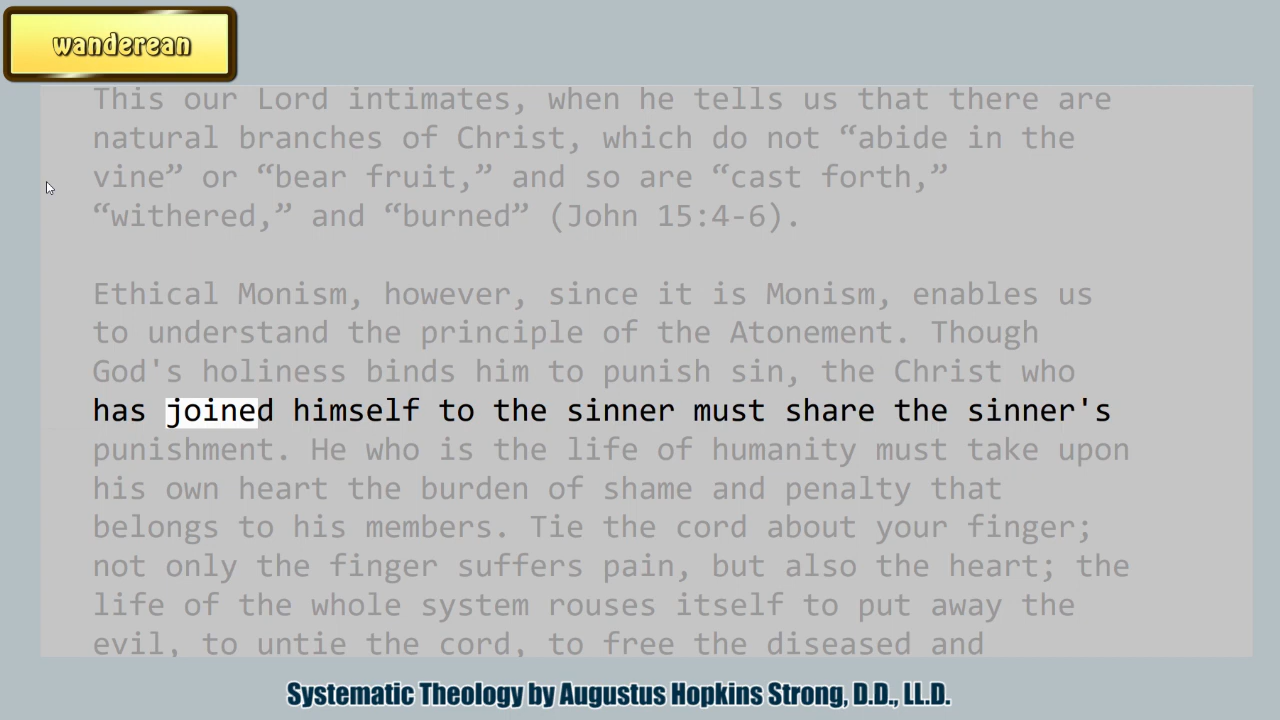 wanderean
This our Lord intimates, when he tells us that there are
natural branches of Christ, which do not “abide in the
vine” or “bear fruit,” and so are “cast forth,”
“withered,” and “burned” (John 15:4-6).
Ethical Monism, however, since it is Monism, enables us
to understand the principle of the Atonement. Though
God's holiness binds him to punish sin, the Christ who
has joined himself to the sinner must share the sinner's
punishment. He who is the life of humanity must take upon
his own heart the burden of shame and penalty that
belongs to his members. Tie the cord about your finger;
not only the finger suffers pain, but also the heart; the
life of the whole system rouses itself to put away the
evil, to untie the cord, to free the diseased and
Systematic Theology by Augustus Hopkins Strong, D.D., LL.D.